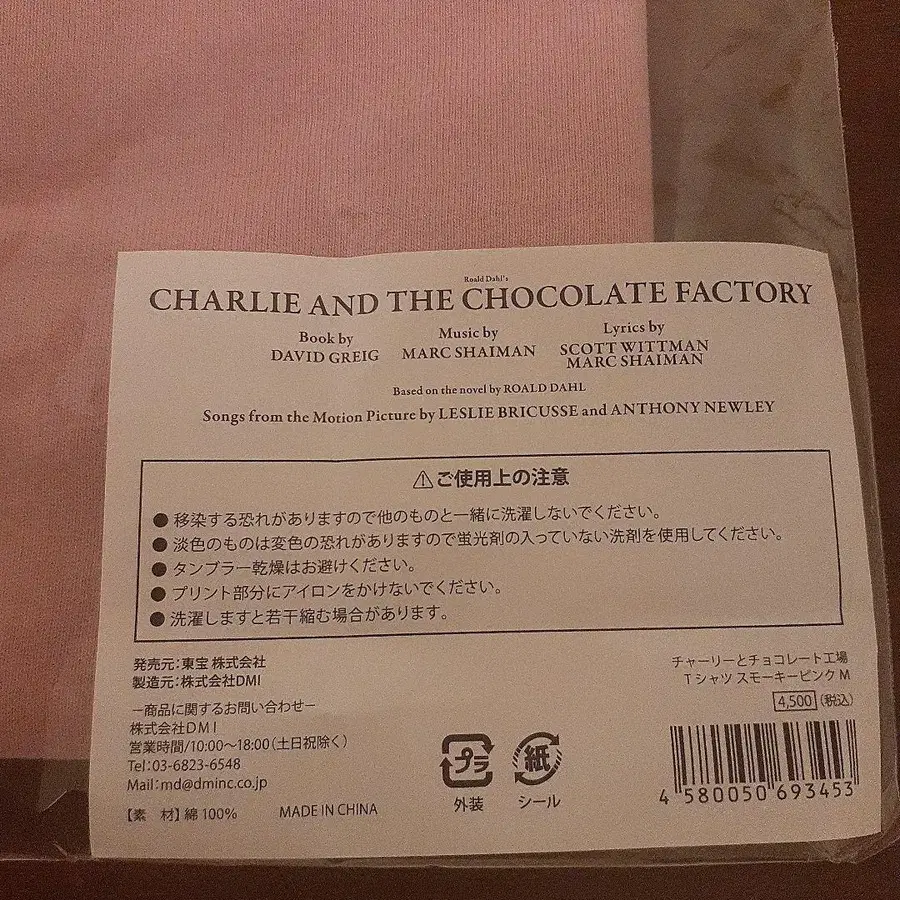 Roald Dahl's
CHARLIE AND THE CHOCOLATE FACTORY
Book by
DAVID GREIG
Music by
MARC SHAIMAN
Lyrics by
SCOTT WITTMAN
MARC SHAIMAN
Based on the novel by ROALD DAHL
Songs from the Motion Picture by LESLIE BRICUSSE and ANTHONY NEWLEY
⚠ご使用上の注意
●移染する恐れがありますので他のものと一緒に洗濯しないでください。
●淡色のものは変色の恐れがありますので蛍光剤の入っていない洗剤を使用してください。
●タンブラー乾燥はお避けください。
●プリント部分にアイロンをかけないでください。
●洗濯しますと若干縮む場合があります。
発売元:東宝 株式会社
製造元:株式会社DMI
ー商品に関するお問い合わせー
株式会社DMI
営業時間/10:00〜18:00(土日祝除く)
Tel:03-6823-6548
Mail:md@dminc.co.jp
【素 材】綿100% MADE IN CHINA
プラ
外装
紙
シール
チャーリーとチョコレート工場
Tシャツ スモーキーピンク M
4,500 (税込)
4 580050 693453